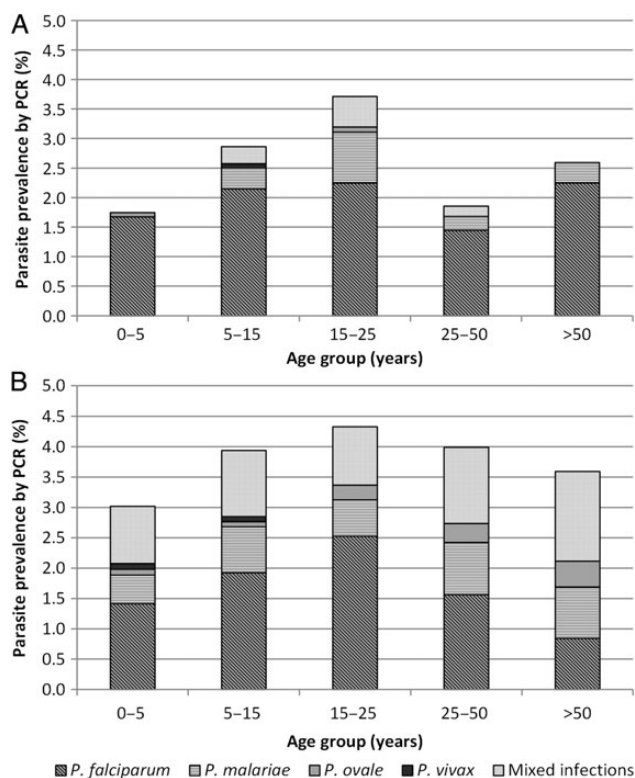 A
Parasite prevalence by PCR (%)
5.0
4.5
4.0
3.5
3.0
2.5
2.0
1.5
1.0
0.5
0.0
0–5 5–15 15–25 25–50 >50
Age group (years)
B
Parasite prevalence by PCR (%)
5.0
4.5
4.0
3.5
3.0
2.5
2.0
1.5
1.0
0.5
0.0
0–5 5–15 15–25 25–50 >50
Age group (years)
P. falciparum P. malariae P. ovale P. vivax Mixed infections